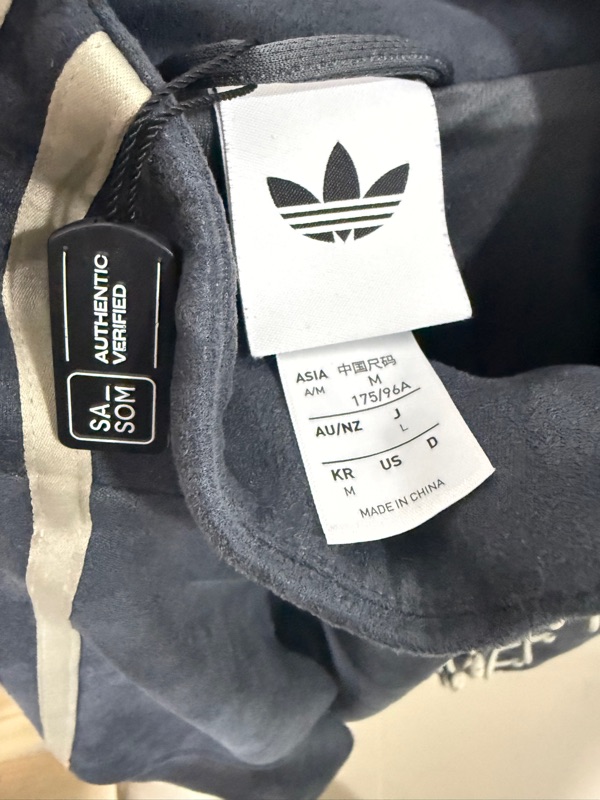 AUTHENTIC
VERIFIED
SA_
SOM
ASIA 中国尺码
A/M M
175/96A
AU/NZ J
L
KR US D
M
MADE IN CHINA